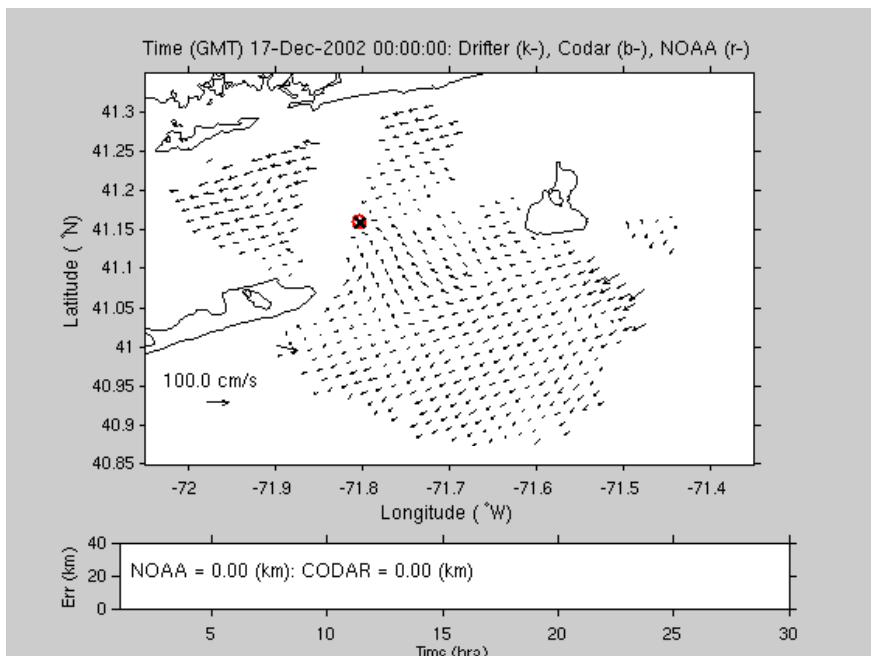 Time (GMT) 17-Dec-2002 00:00:00: Drifter (k-), Codar (b-), NOAA (r-)
41.3
41.25
41.2
41.15
41.1
41.05
41
40.95
40.9
40.85
Latitude ( °N)
100.0 cm/s
-72 -71.9 -71.8 -71.7 -71.6 -71.5 -71.4
Longitude ( °W)
40
20
0
Err (km)
NOAA = 0.00 (km): CODAR = 0.00 (km)
5 10 15 20 25 30
Time (hrs)